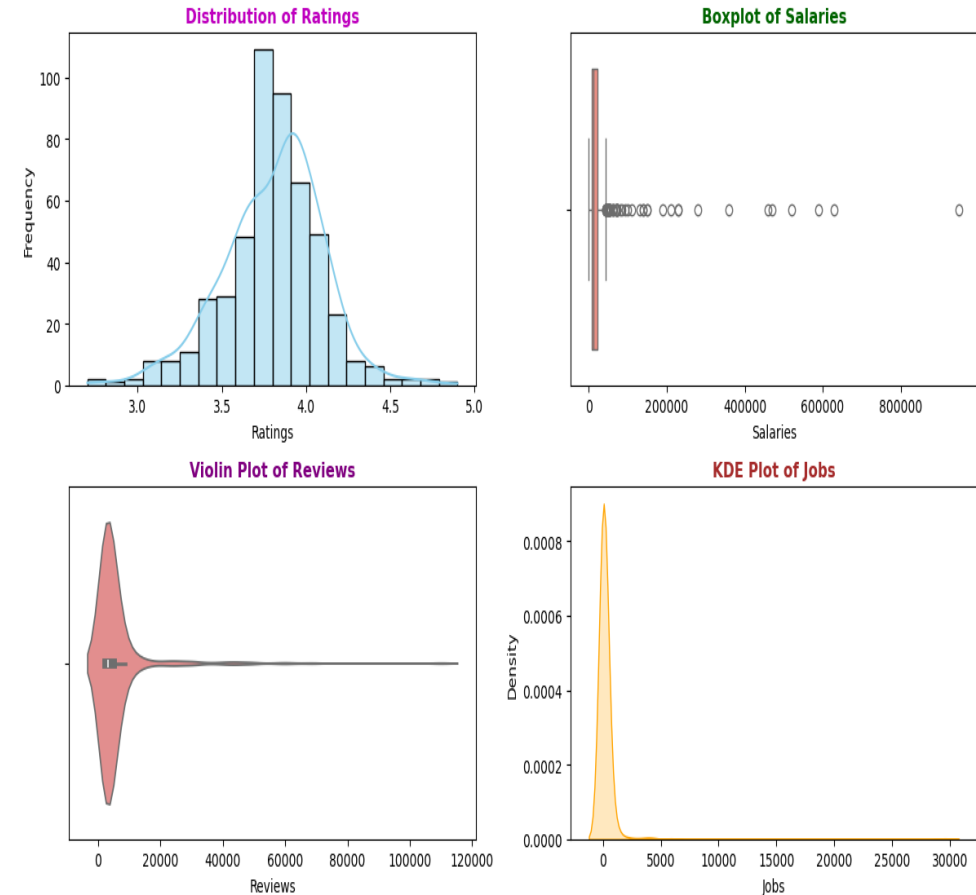 Distribution of Ratings
Frequency
100
80
60
40
20
0
3.0 3.5 4.0 4.5 5.0
Ratings
Boxplot of Salaries
0 200000 400000 600000 800000
Salaries
Violin Plot of Reviews
0 20000 40000 60000 80000 100000 120000
Reviews
KDE Plot of Jobs
Density
0.0008
0.0006
0.0004
0.0002
0.0000
0 5000 10000 15000 20000 25000 30000
Jobs